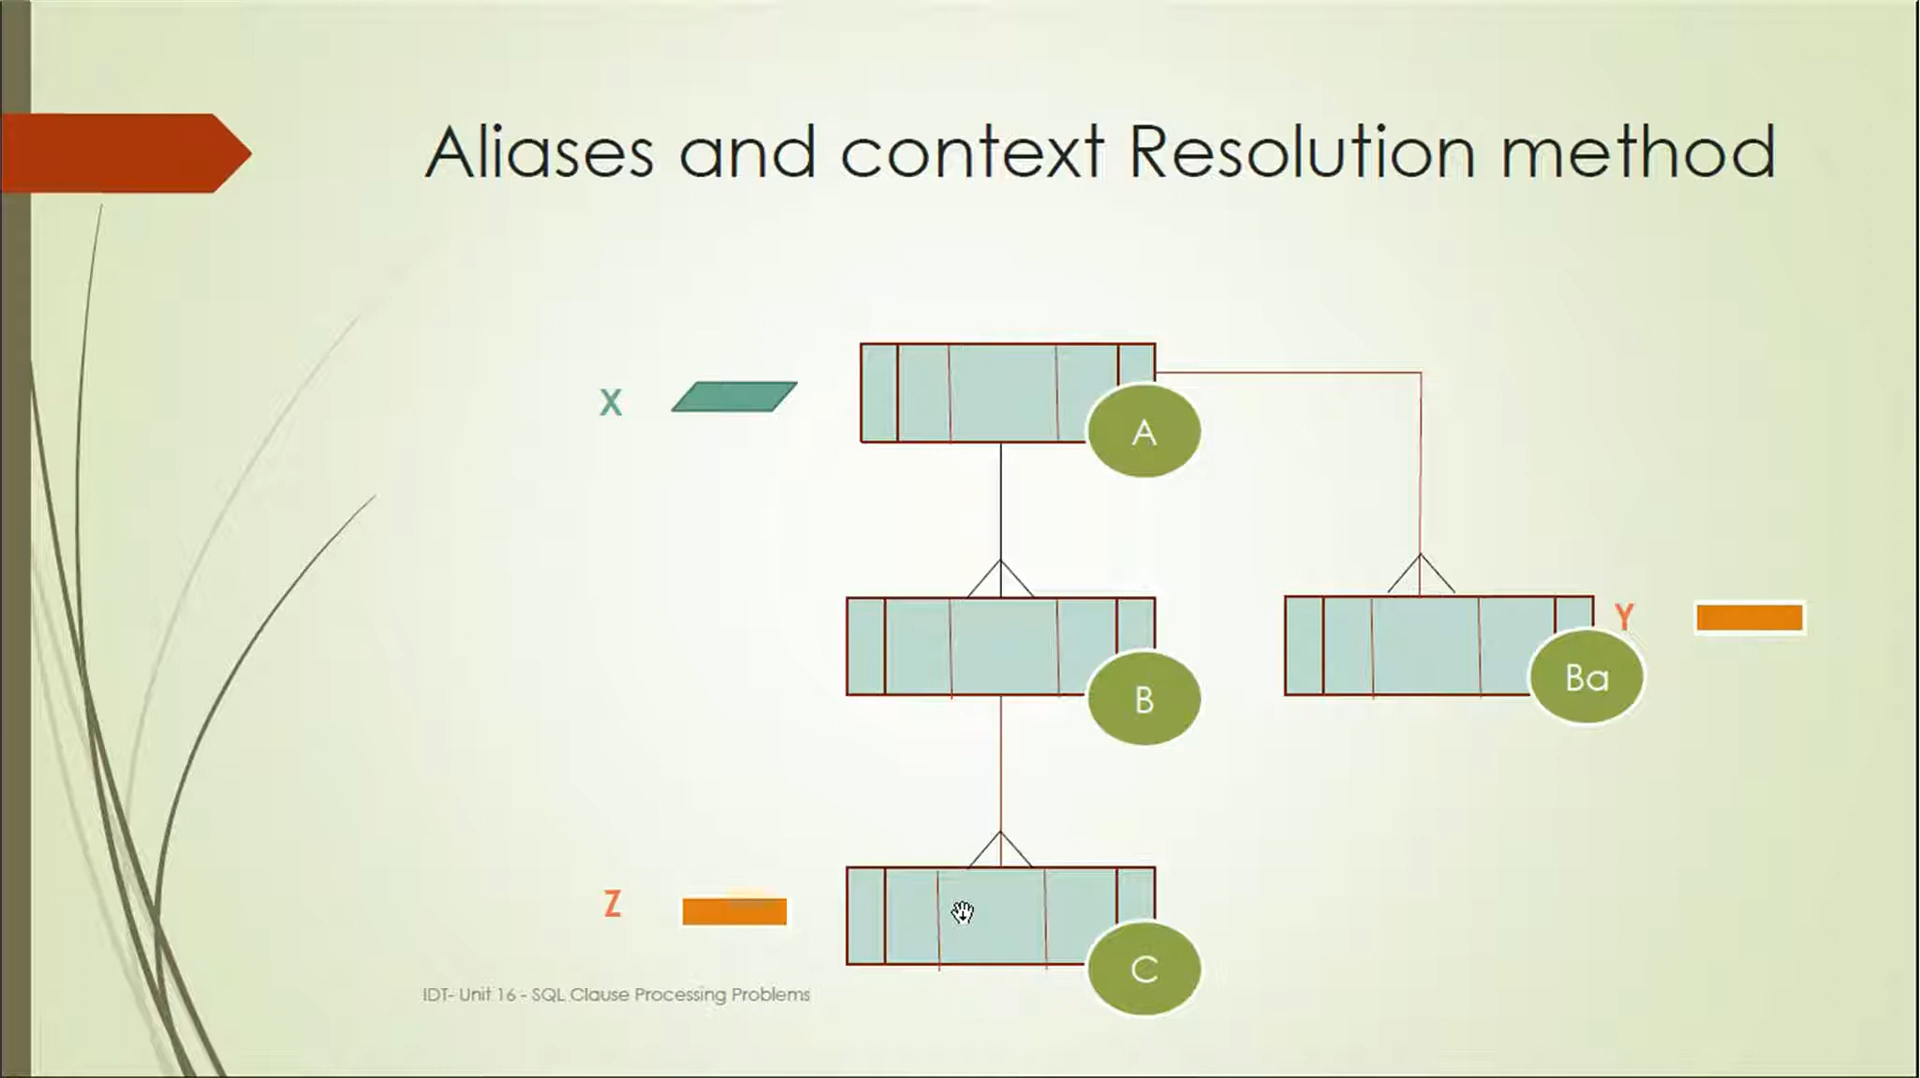 Aliases and context Resolution method
X
A
B
Ba
Y
Z
C
IDT- Unit 16 - SQL Clause Processing Problems